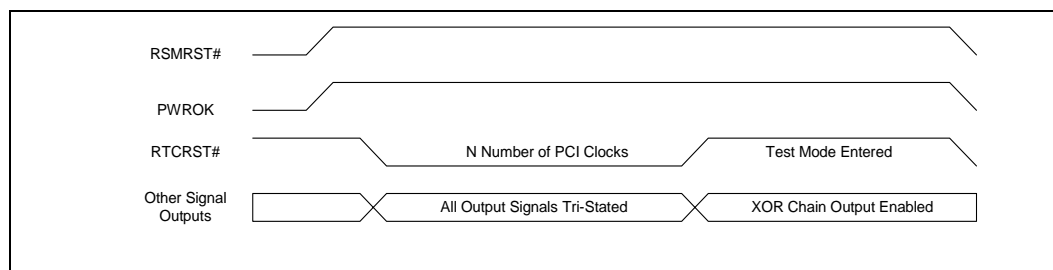 RSMRST#
PWROK
RTCRST#
N Number of PCI Clocks
Test Mode Entered
Other Signal
Outputs
All Output Signals Tri-Stated
XOR Chain Output Enabled